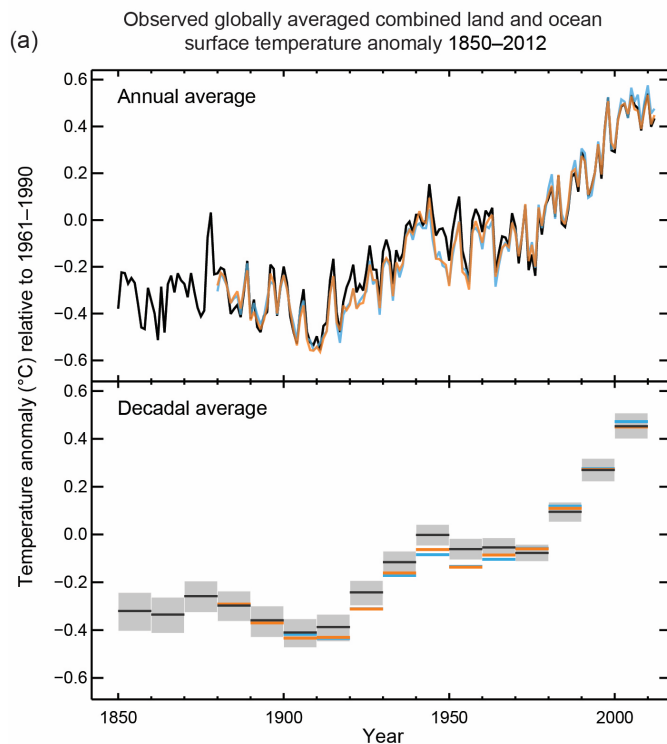 Observed globally averaged combined land and ocean
(a)
surface temperature anomaly 1850–2012
Annual average
0.6
0.4
0.2
0.0
−0.2
−0.4
−0.6
Temperature anomaly (°C) relative to 1961–1990
Decadal average
0.6
0.4
0.2
0.0
−0.2
−0.4
−0.6
1850
1900
1950
2000
Year